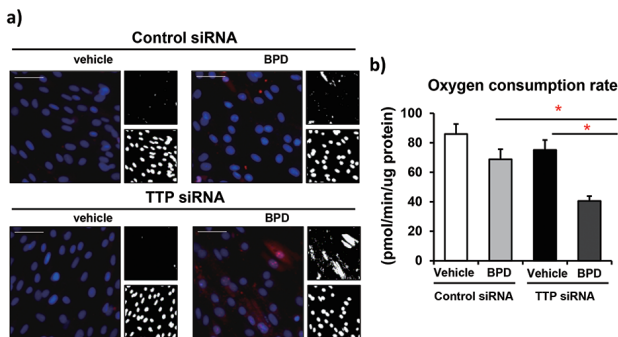 a)
Control siRNA
vehicle
BPD
TTP siRNA
vehicle
BPD
b)
Oxygen consumption rate
*
*
(pmol/min/ug protein)
100
80
60
40
20
0
Vehicle BPD Vehicle BPD
Control siRNA TTP siRNA